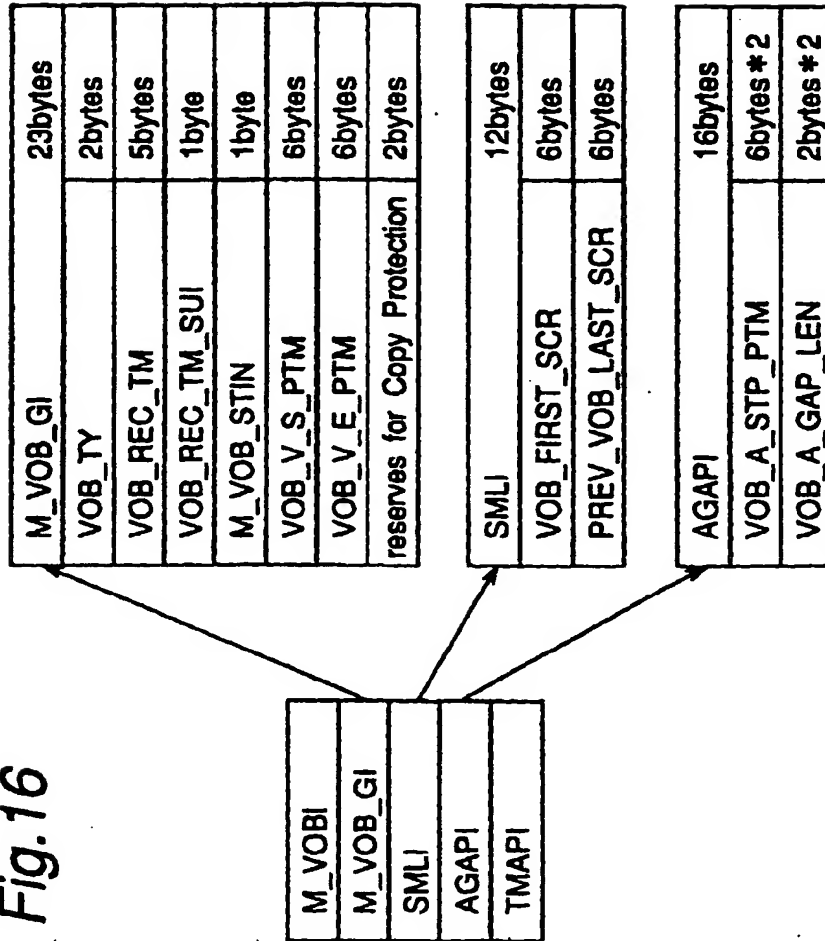 Fig.16
M_VOBI
M_VOB_GI
SMLI
AGAPI
TMAPI
M_VOB_GI 23bytes
VOB_TY 2bytes
VOB_REC_TM 5bytes
VOB_REC_TM_SUI 1byte
M_VOB_STIN 1byte
VOB_V_S_PTM 6bytes
VOB_V_E_PTM 6bytes
reserves for Copy Protection 2bytes
SMLI 12bytes
VOB_FIRST_SCR 6bytes
PREV_VOB_LAST_SCR 6bytes
AGAPI 16bytes
VOB_A_STP_PTM 6bytes*2
VOB_A_GAP_LEN 2bytes*2